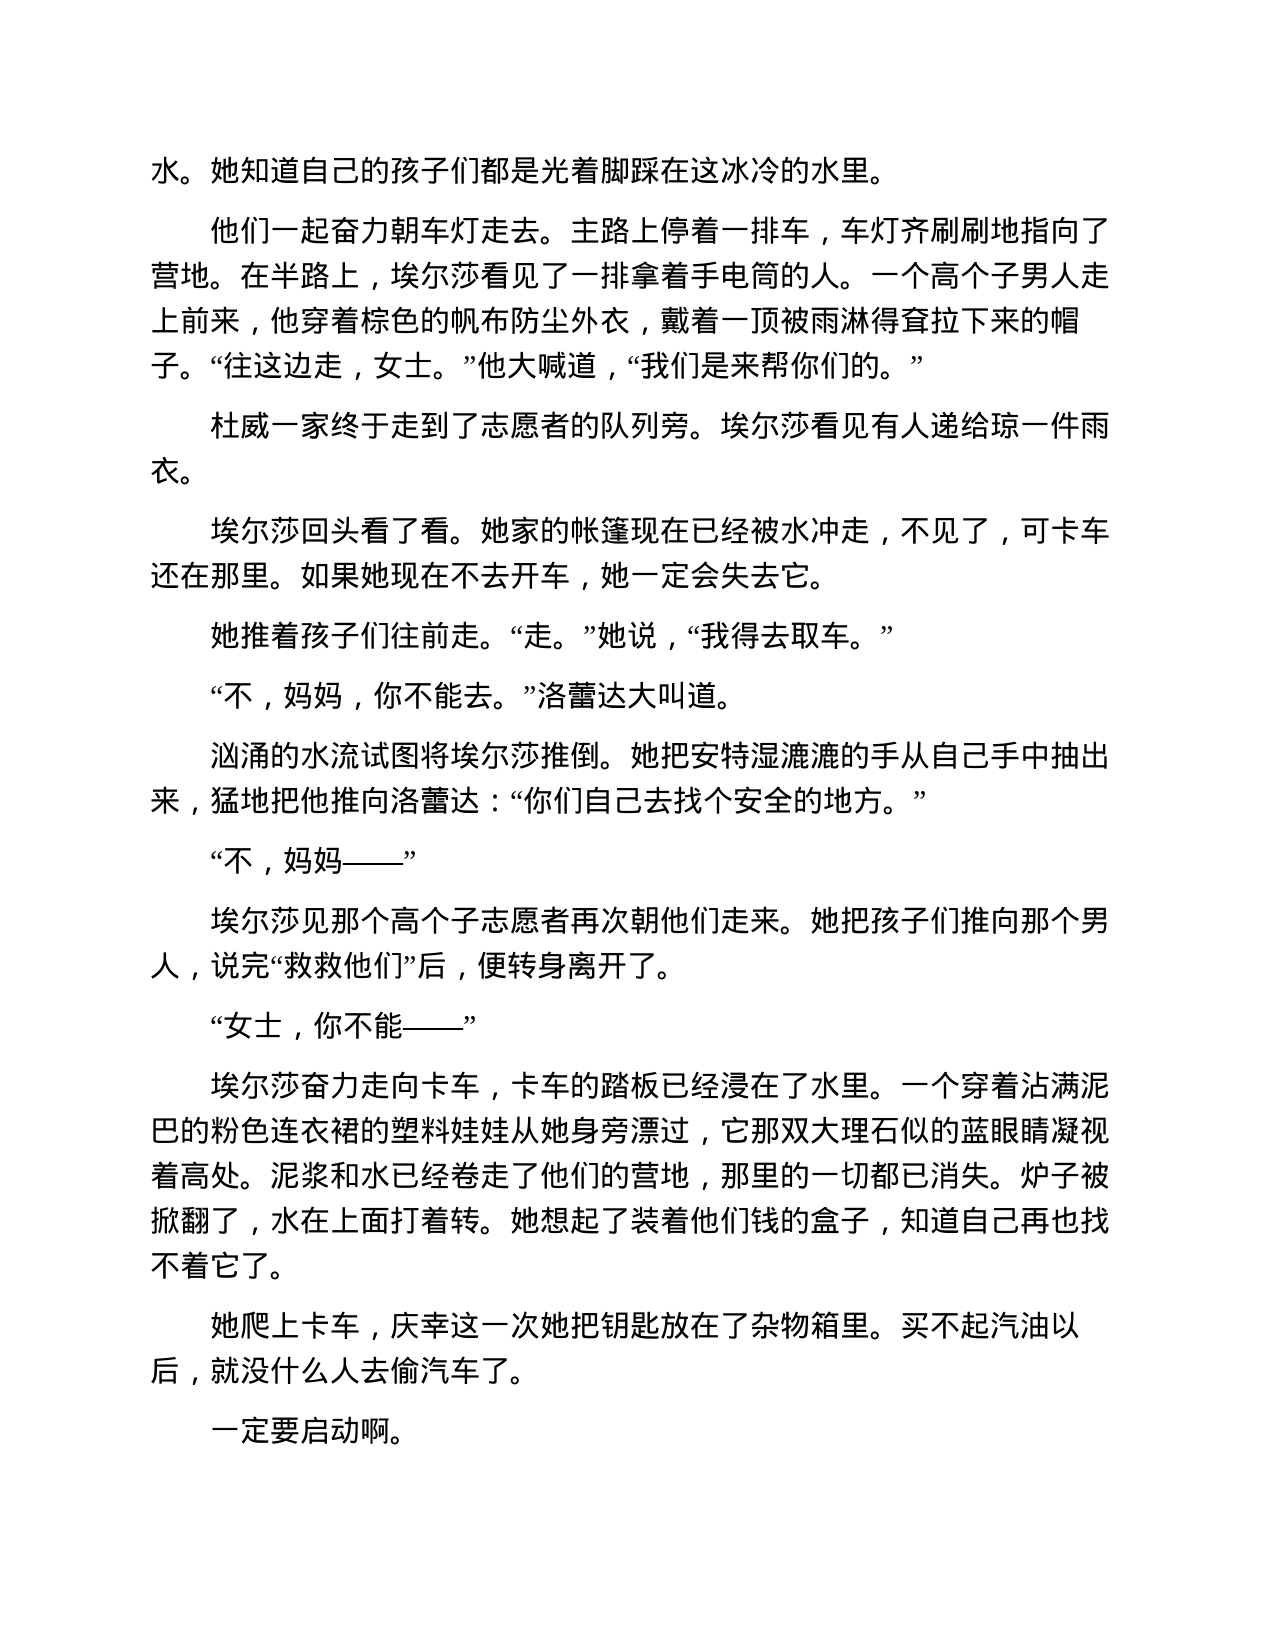 水。她知道自己的孩子们都是光着脚踩在这冰冷的水里。
他们一起奋力朝车灯走去。主路上停着一排车，车灯齐刷刷地指向了
营地。在半路上，埃尔莎看见了一排拿着手电筒的人。一个高个子男人走
上前来，他穿着棕色的帆布防尘外衣，戴着一顶被雨淋得耷拉下来的帽
子。“往这边走，女士。”他大喊道，“我们是来帮你们的。”
杜威一家终于走到了志愿者的队列旁。埃尔莎看见有人递给琼一件雨
衣。
埃尔莎回头看了看。她家的帐篷现在已经被水冲走，不见了，可卡车
还在那里。如果她现在不去开车，她一定会失去它。
她推着孩子们往前走。“走。”她说，“我得去取车。”
“不，妈妈，你不能去。”洛蕾达大叫道。
汹涌的水流试图将埃尔莎推倒。她把安特湿漉漉的手从自己手中抽出
来，猛地把他推向洛蕾达：“你们自己去找个安全的地方。”
“不，妈妈——”
埃尔莎见那个高个子志愿者再次朝他们走来。她把孩子们推向那个男
人，说完“救救他们”后，便转身离开了。
“女士，你不能——”
埃尔莎奋力走向卡车，卡车的踏板已经浸在了水里。一个穿着沾满泥
巴的粉色连衣裙的塑料娃娃从她身旁漂过，它那双大理石似的蓝眼睛凝视
着高处。泥浆和水已经卷走了他们的营地，那里的一切都已消失。炉子被
掀翻了，水在上面打着转。她想起了装着他们钱的盒子，知道自己再也找
不着它了。
她爬上卡车，庆幸这一次她把钥匙放在了杂物箱里。买不起汽油以
后，就没什么人去偷汽车了。
一定要启动啊。